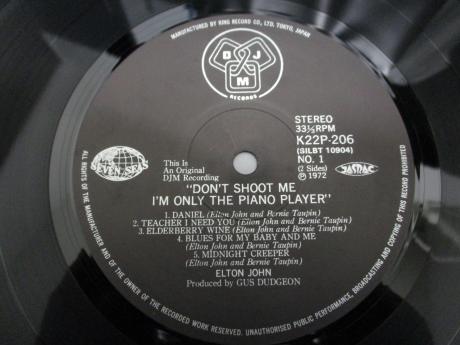 MANUFACTURED BY KING RECORD CO., LTD. TOKYO, JAPAN
DJM
RECORDS
STEREO
33⅓RPM
K22P-206
(SILBT 10904)
NO. 1
(2 Sides)
Ⓟ 1972
SEVEN SEAS
This Is
An Original
DJM Recording
JASRAC
"DON'T SHOOT ME
I'M ONLY THE PIANO PLAYER"
1. DANIEL (Elton John and Bernie Taupin)
2. TEACHER I NEED YOU (Elton John and Bernie Taupin)
3. ELDERBERRY WINE (Elton John and Bernie Taupin)
4. BLUES FOR MY BABY AND ME
(Elton John and Bernie Taupin)
5. MIDNIGHT CREEPER
(Elton John and Bernie Taupin)
ELTON JOHN
Produced by GUS DUDGEON
ALL RIGHTS OF THE MANUFACTURER AND OF THE OWNER OF THE RECORDED WORK RESERVED. UNAUTHORISED PUBLIC PERFORMANCE, BROADCASTING AND COPYING OF THIS RECORD PROHIBITED